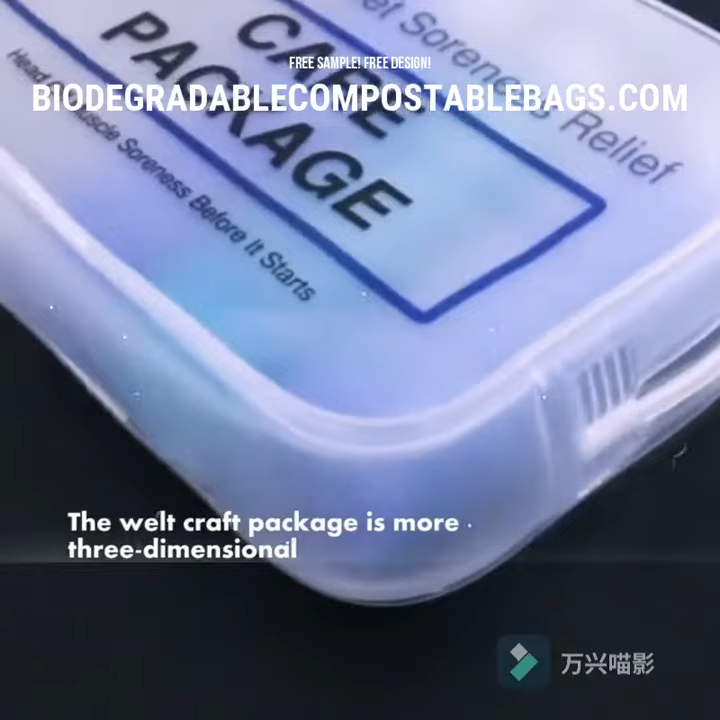 FREE SAMPLE! FREE DESIGN!
BIODEGRADABLECOMPOSTABLEBAGS.COM
Soreness Relief
CARE
PACKAGE
Soreness Before It Starts
The welt craft package is more
three-dimensional
万兴喵影